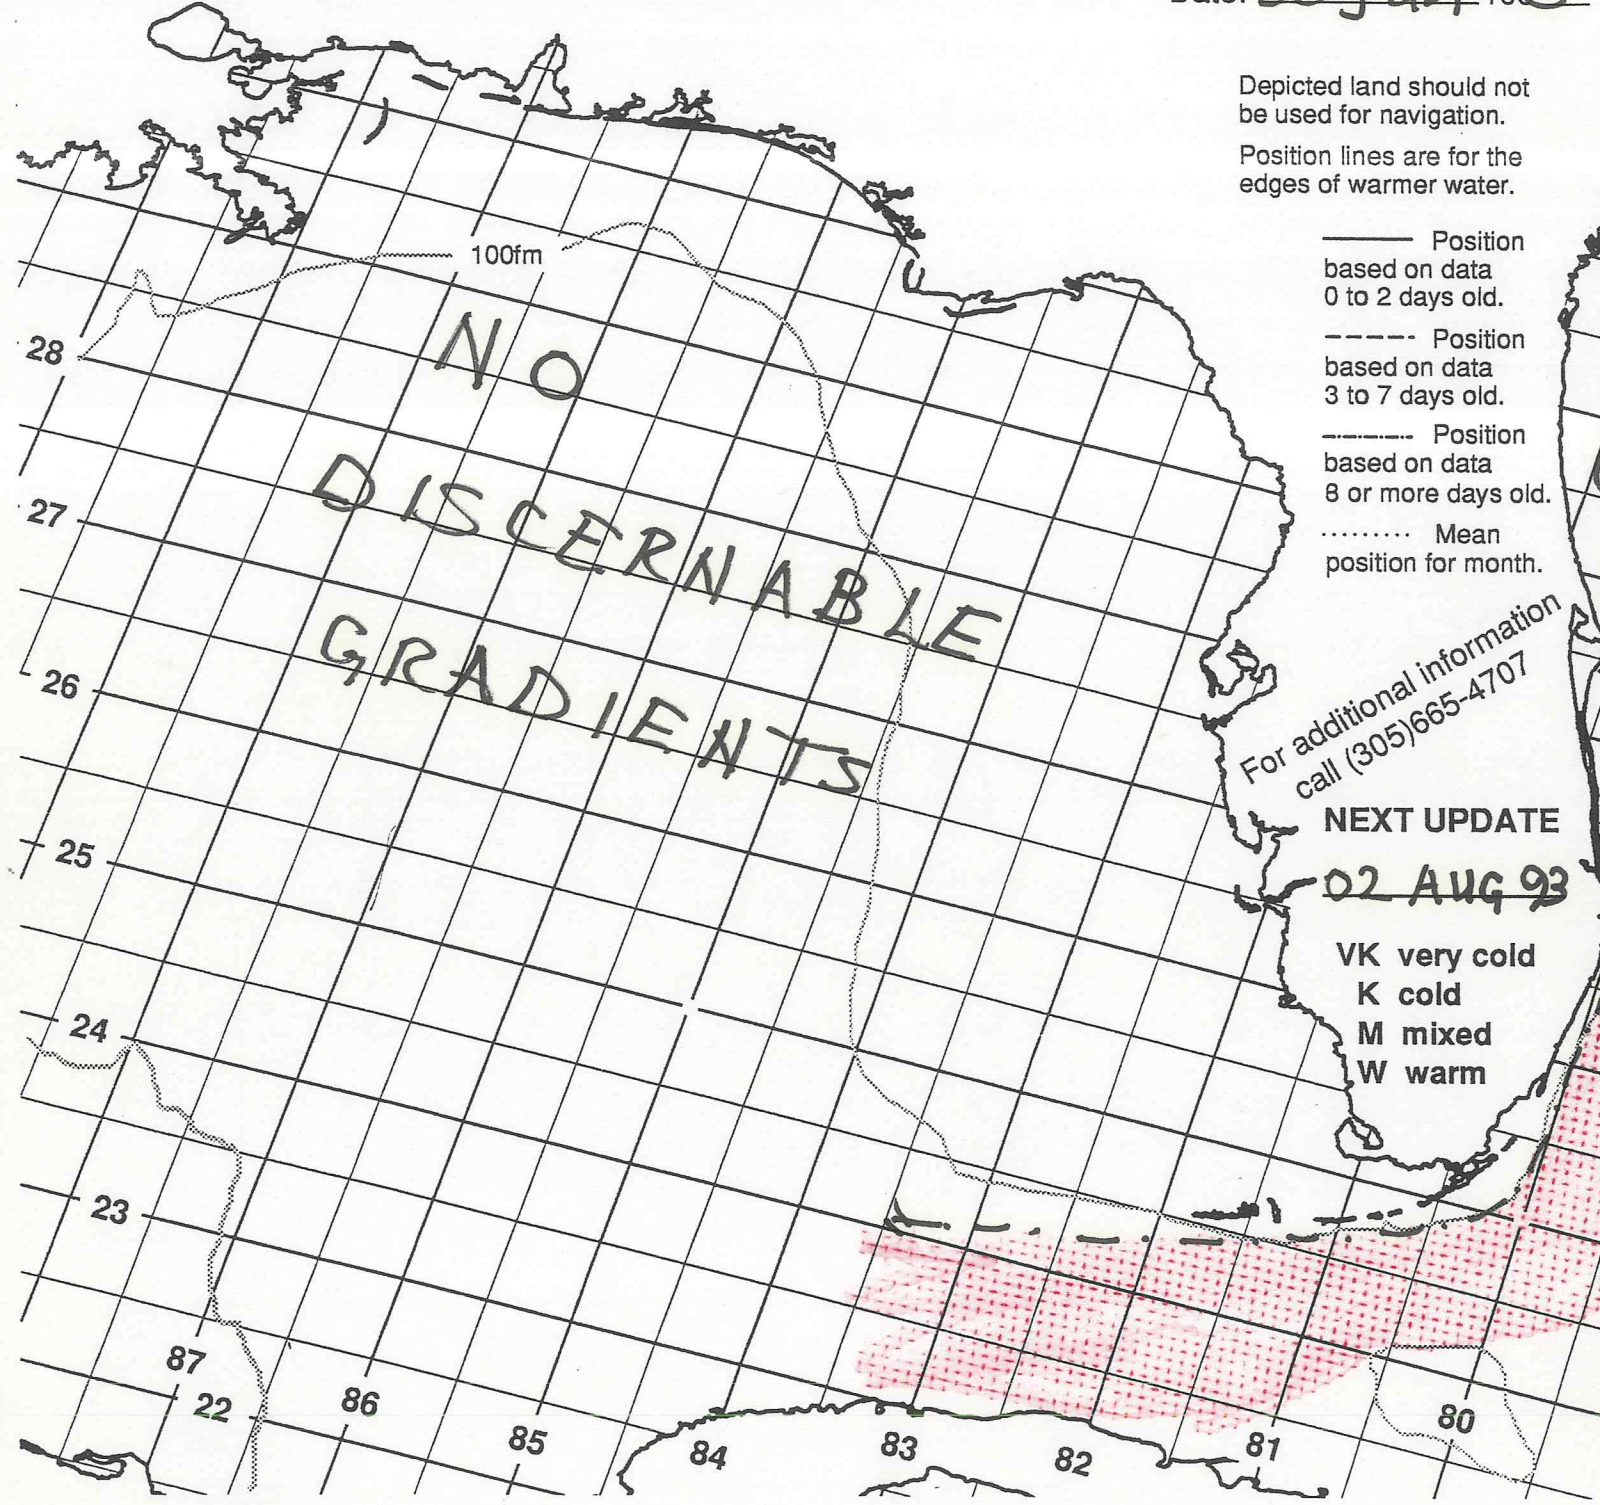 Depicted land should not
be used for navigation.
Position lines are for the
edges of warmer water.
Position
based on data
0 to 2 days old.
Position
based on data
3 to 7 days old.
Position
based on data
8 or more days old.
Mean
position for month.
100fm
NO
DISCERNABLE
GRADIENTS
For additional information
call (305)665-4707
NEXT UPDATE
02 AUG 93
VK very cold
K cold
M mixed
W warm
28
27
26
25
24
23
22
87
86
85
84
83
82
81
80